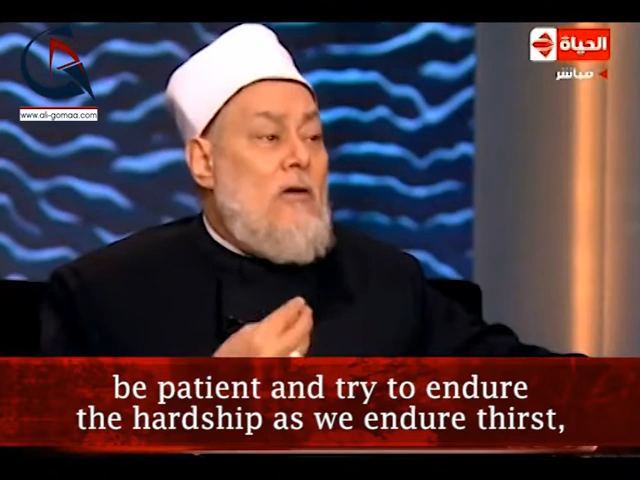 www.ali-gomaa.com
الحياة
مباشر
be patient and try to endure
the hardship as we endure thirst,